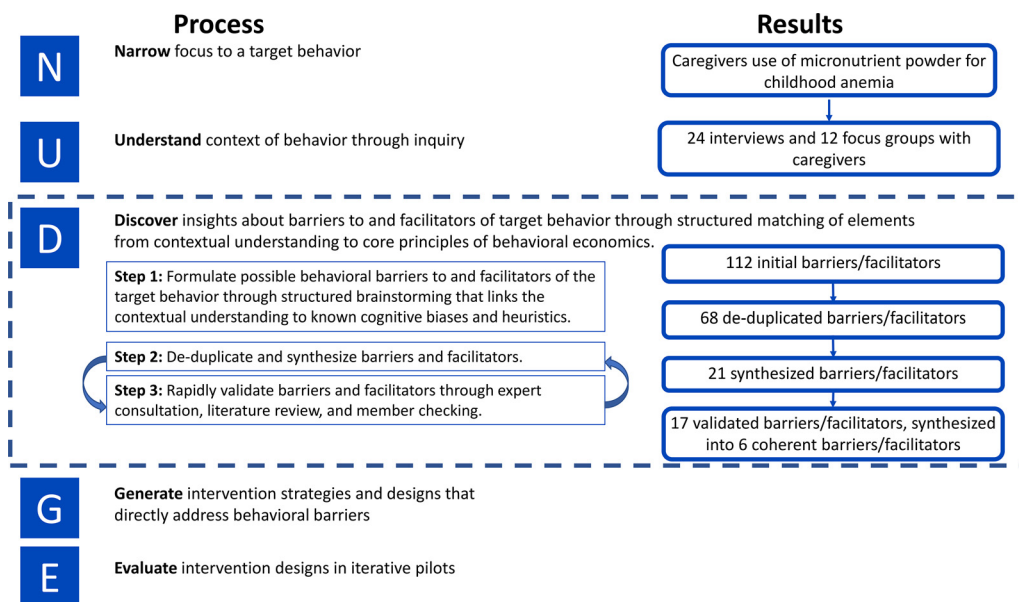 Process
Results
N
Narrow focus to a target behavior
Caregivers use of micronutrient powder for
childhood anemia
U
Understand context of behavior through inquiry
24 interviews and 12 focus groups with
caregivers
D
Discover insights about barriers to and facilitators of target behavior through structured matching of elements
from contextual understanding to core principles of behavioral economics.
Step 1: Formulate possible behavioral barriers to and facilitators of the
target behavior through structured brainstorming that links the
contextual understanding to known cognitive biases and heuristics.
Step 2: De-duplicate and synthesize barriers and facilitators.
Step 3: Rapidly validate barriers and facilitators through expert
consultation, literature review, and member checking.
112 initial barriers/facilitators
68 de-duplicated barriers/facilitators
21 synthesized barriers/facilitators
17 validated barriers/facilitators, synthesized
into 6 coherent barriers/facilitators
G
Generate intervention strategies and designs that
directly address behavioral barriers
E
Evaluate intervention designs in iterative pilots